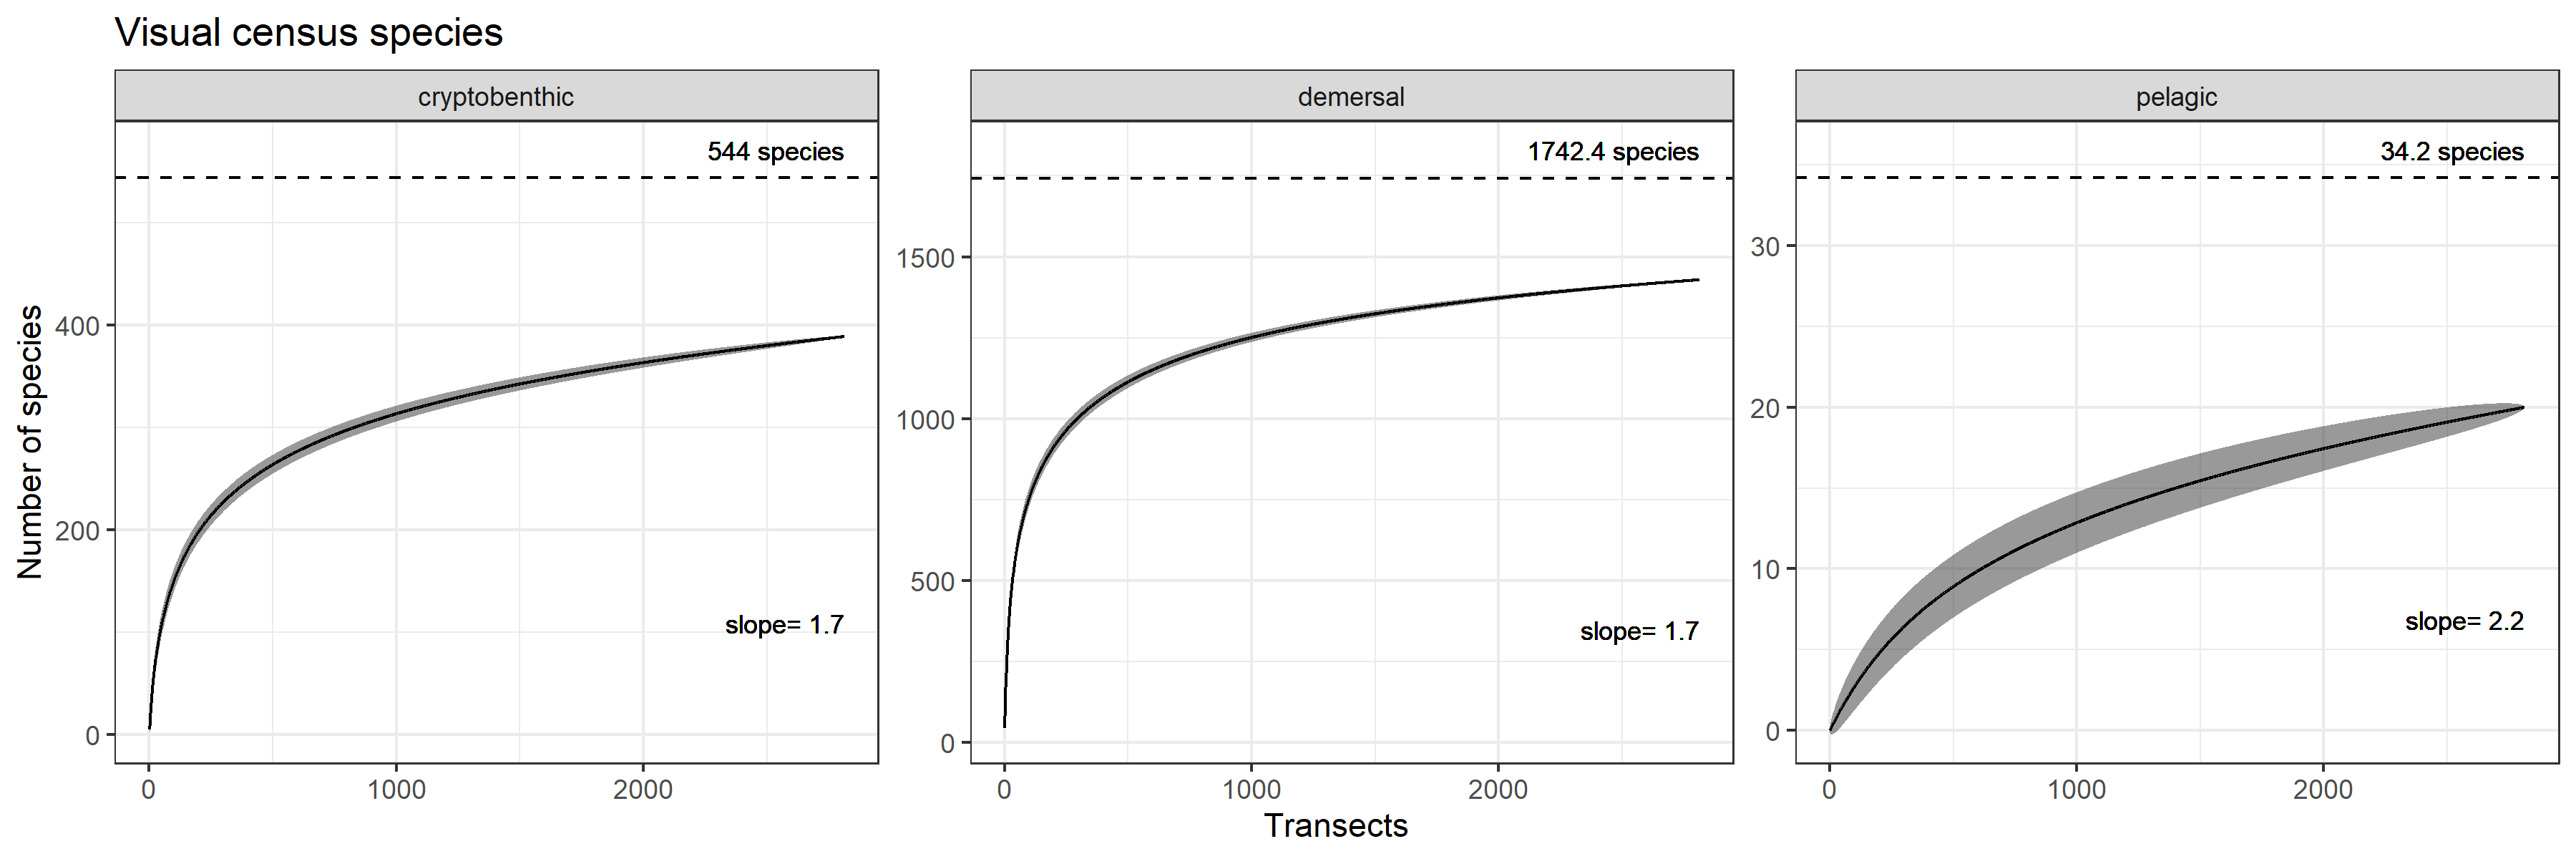 Visual census species
cryptobenthic
demersal
pelagic
544 species
1742.4 species
34.2 species
slope= 1.7
slope= 1.7
slope= 2.2
Number of species
400
200
0
1500
1000
500
0
30
20
10
0
0 1000 2000
0 1000 2000
0 1000 2000
Transects